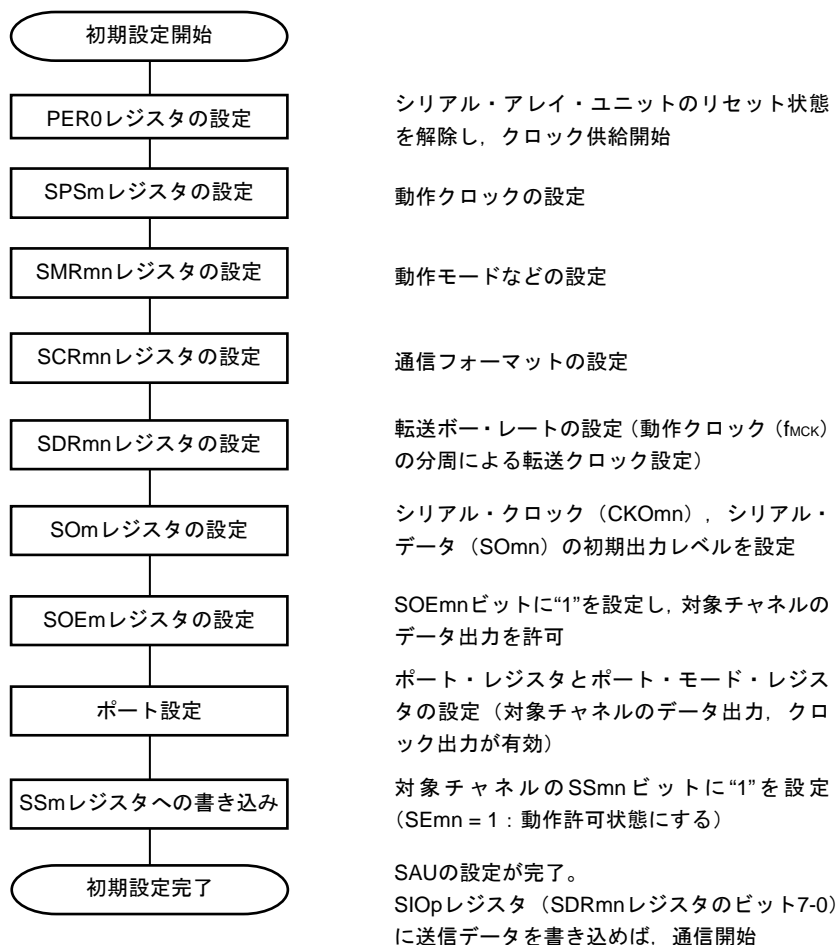 初期設定開始
PER0レジスタの設定
シリアル・アレイ・ユニットのリセット状態
を解除し，クロック供給開始
SPSmレジスタの設定
動作クロックの設定
SMRmnレジスタの設定
動作モードなどの設定
SCRmnレジスタの設定
通信フォーマットの設定
SDRmnレジスタの設定
転送ボー・レートの設定（動作クロック（fMCK）
の分周による転送クロック設定）
SOmレジスタの設定
シリアル・クロック（CKOmn），シリアル・
データ（SOmn）の初期出力レベルを設定
SOEmレジスタの設定
SOEmnビットに“1”を設定し，対象チャネルの
データ出力を許可
ポート設定
ポート・レジスタとポート・モード・レジス
タの設定（対象チャネルのデータ出力，クロ
ック出力が有効）
SSmレジスタへの書き込み
対象チャネルのSSmnビットに“1”を設定
（SEmn = 1：動作許可状態にする）
初期設定完了
SAUの設定が完了。
SIOpレジスタ（SDRmnレジスタのビット7-0）
に送信データを書き込めば，通信開始